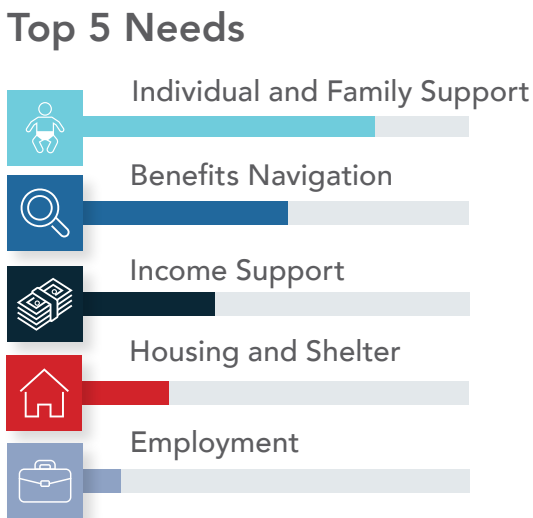 Top 5 Needs
Individual and Family Support
Benefits Navigation
Income Support
Housing and Shelter
Employment